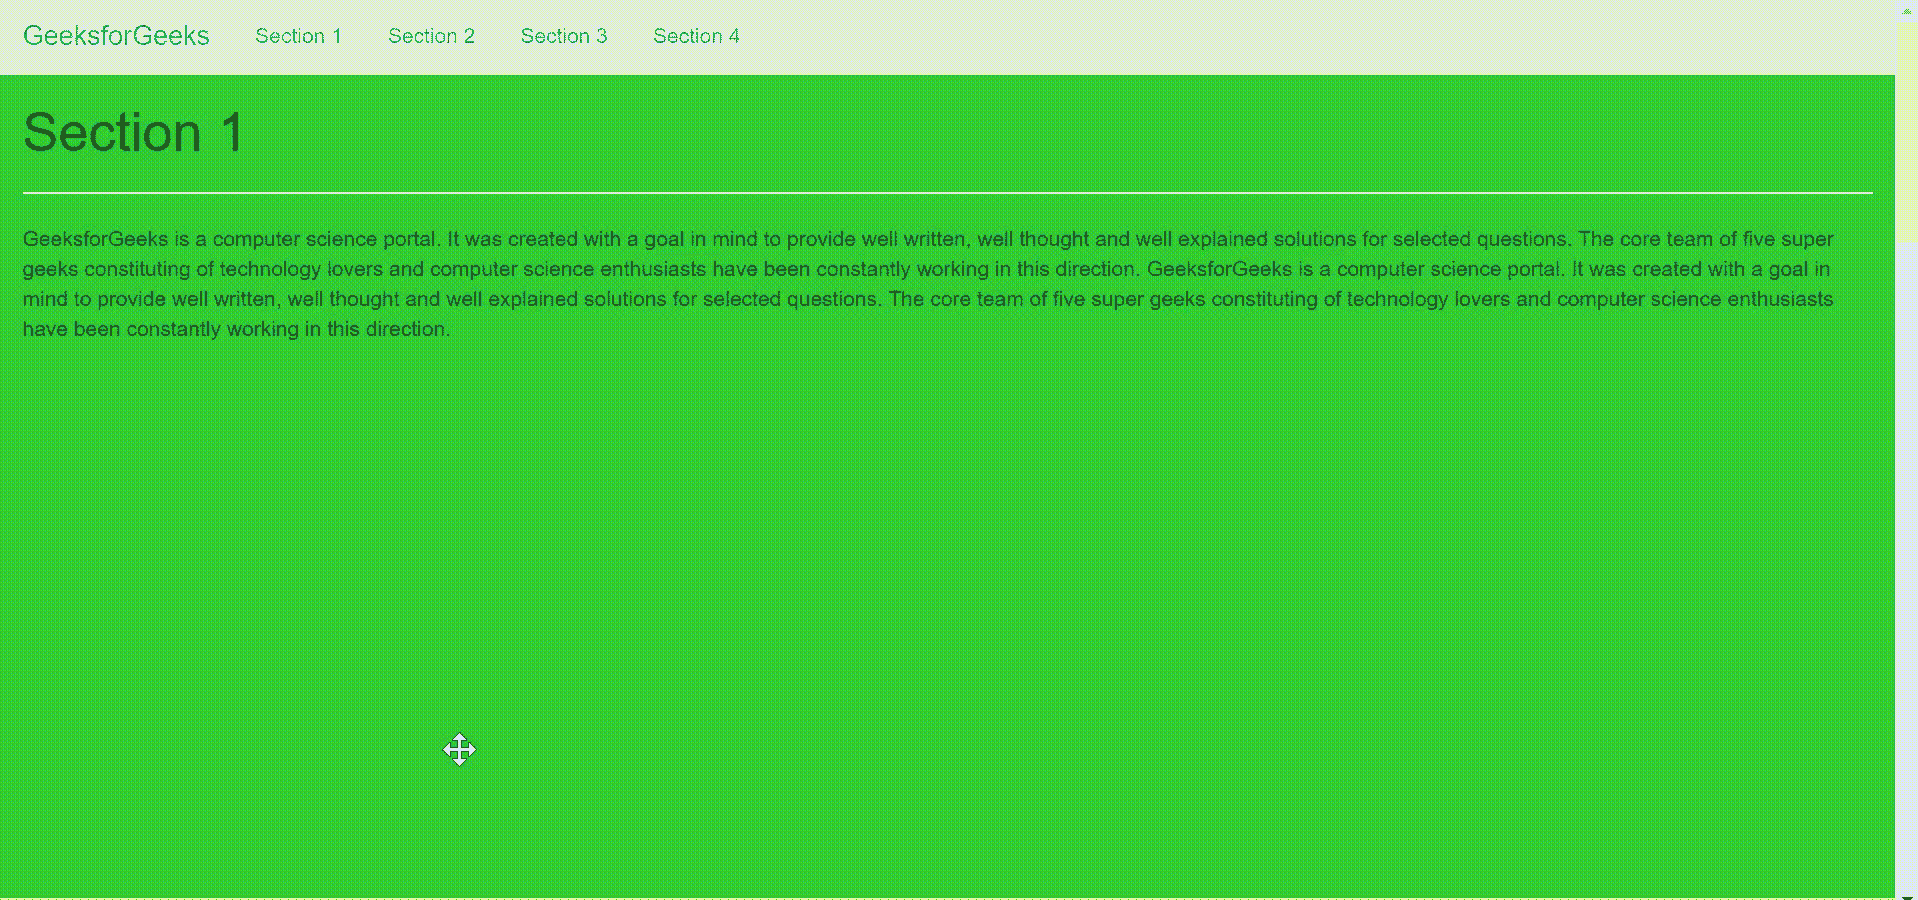 GeeksforGeeks Section 1 Section 2 Section 3 Section 4
Section 1
GeeksforGeeks is a computer science portal. It was created with a goal in mind to provide well written, well thought and well explained solutions for selected questions. The core team of five super
geeks constituting of technology lovers and computer science enthusiasts have been constantly working in this direction. GeeksforGeeks is a computer science portal. It was created with a goal in
mind to provide well written, well thought and well explained solutions for selected questions. The core team of five super geeks constituting of technology lovers and computer science enthusiasts
have been constantly working in this direction.